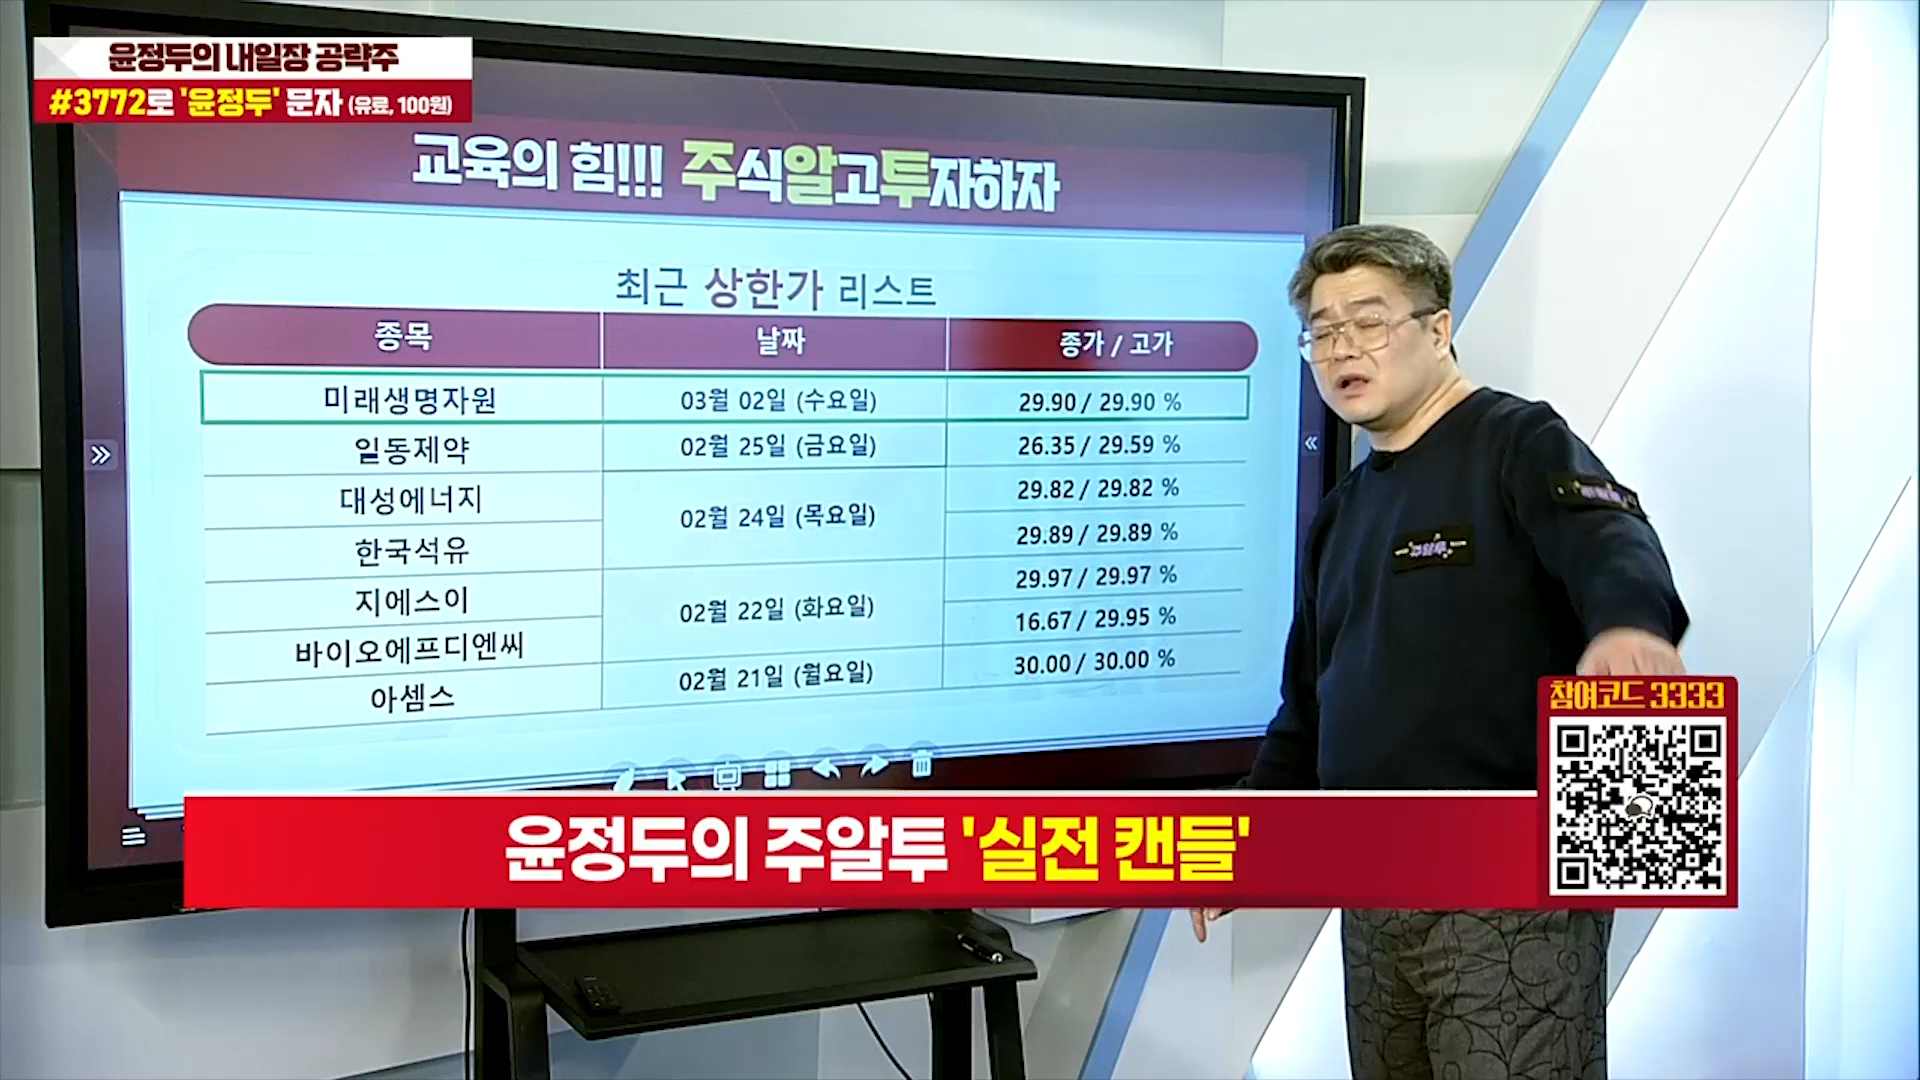 윤정두의 내일장 공략주
#3772로 '윤정두' 문자 (유료, 100원)
교육의 힘!!! 주식알고투자하자
최근 상한가 리스트
종목 날짜 종가 / 고가
미래생명자원 03월 02일 (수요일) 29.90 / 29.90 %
일동제약 02월 25일 (금요일) 26.35 / 29.59 %
대성에너지 02월 24일 (목요일) 29.82 / 29.82 %
한국석유 29.89 / 29.89 %
지에스이 02월 22일 (화요일) 29.97 / 29.97 %
바이오에프디엔씨 16.67 / 29.95 %
아셈스 02월 21일 (월요일) 30.00 / 30.00 %
주알투
참여코드 3333
윤정두의 주알투 '실전 캔들'